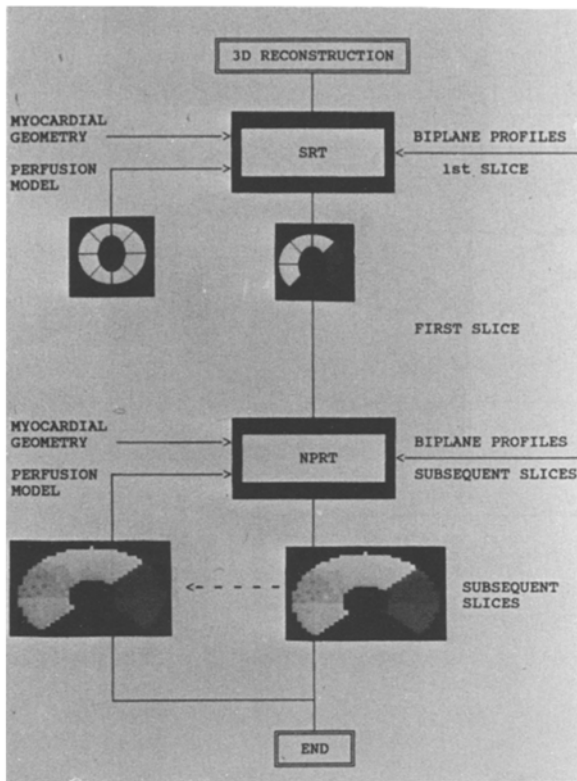 3D RECONSTRUCTION
MYOCARDIAL
GEOMETRY
PERFUSION
MODEL
SRT
BIPLANE PROFILES
1st SLICE
FIRST SLICE
MYOCARDIAL
GEOMETRY
PERFUSION
MODEL
NPRT
BIPLANE PROFILES
SUBSEQUENT SLICES
SUBSEQUENT
SLICES
END